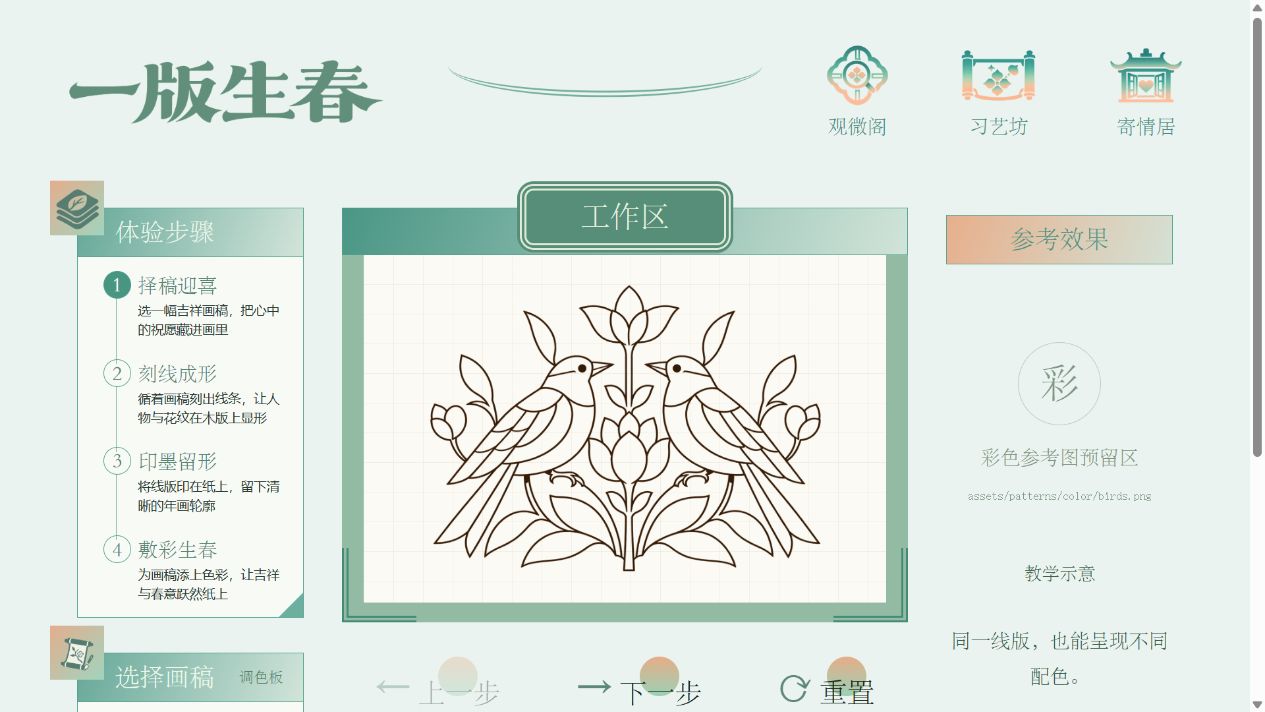 一版生春
观微阁
习艺坊
寄情居
体验步骤
1 择稿迎喜
选一幅吉祥画稿，把心中
的祝愿藏进画里
2 刻线成形
循着画稿刻出线条，让人
物与花纹在木版上显形
3 印墨留形
将线版印在纸上，留下清
晰的年画轮廓
4 敷彩生春
为画稿添上色彩，让吉祥
与春意跃然纸上
选择画稿
调色板
工作区
← 上一步
→ 下一步
重置
参考效果
彩
彩色参考图预留区
assets/patterns/color/birds.png
教学示意
同一线版，也能呈现不同
配色。